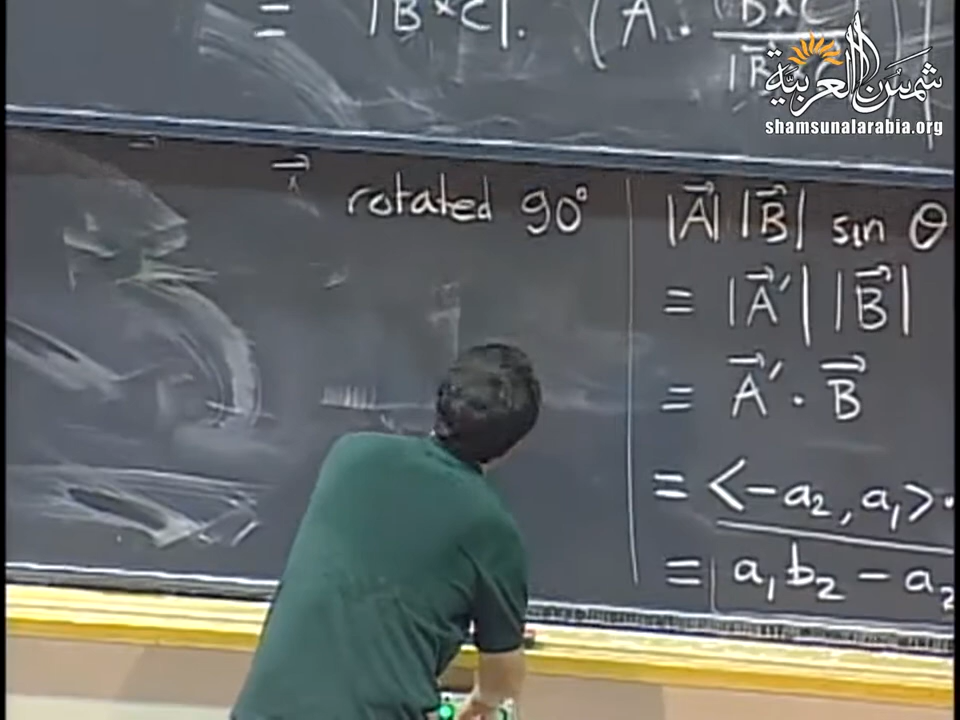 = |B×C|. (A⃗ · (B×C) / |B⃗ C
شمس العربية
shamsunalarabia.org
rotated 90°
|A⃗| |B⃗| sin θ
= |A⃗'| |B⃗|
= A⃗' · B⃗
= <-a₂, a₁> ·
= a₁b₂ - a₂